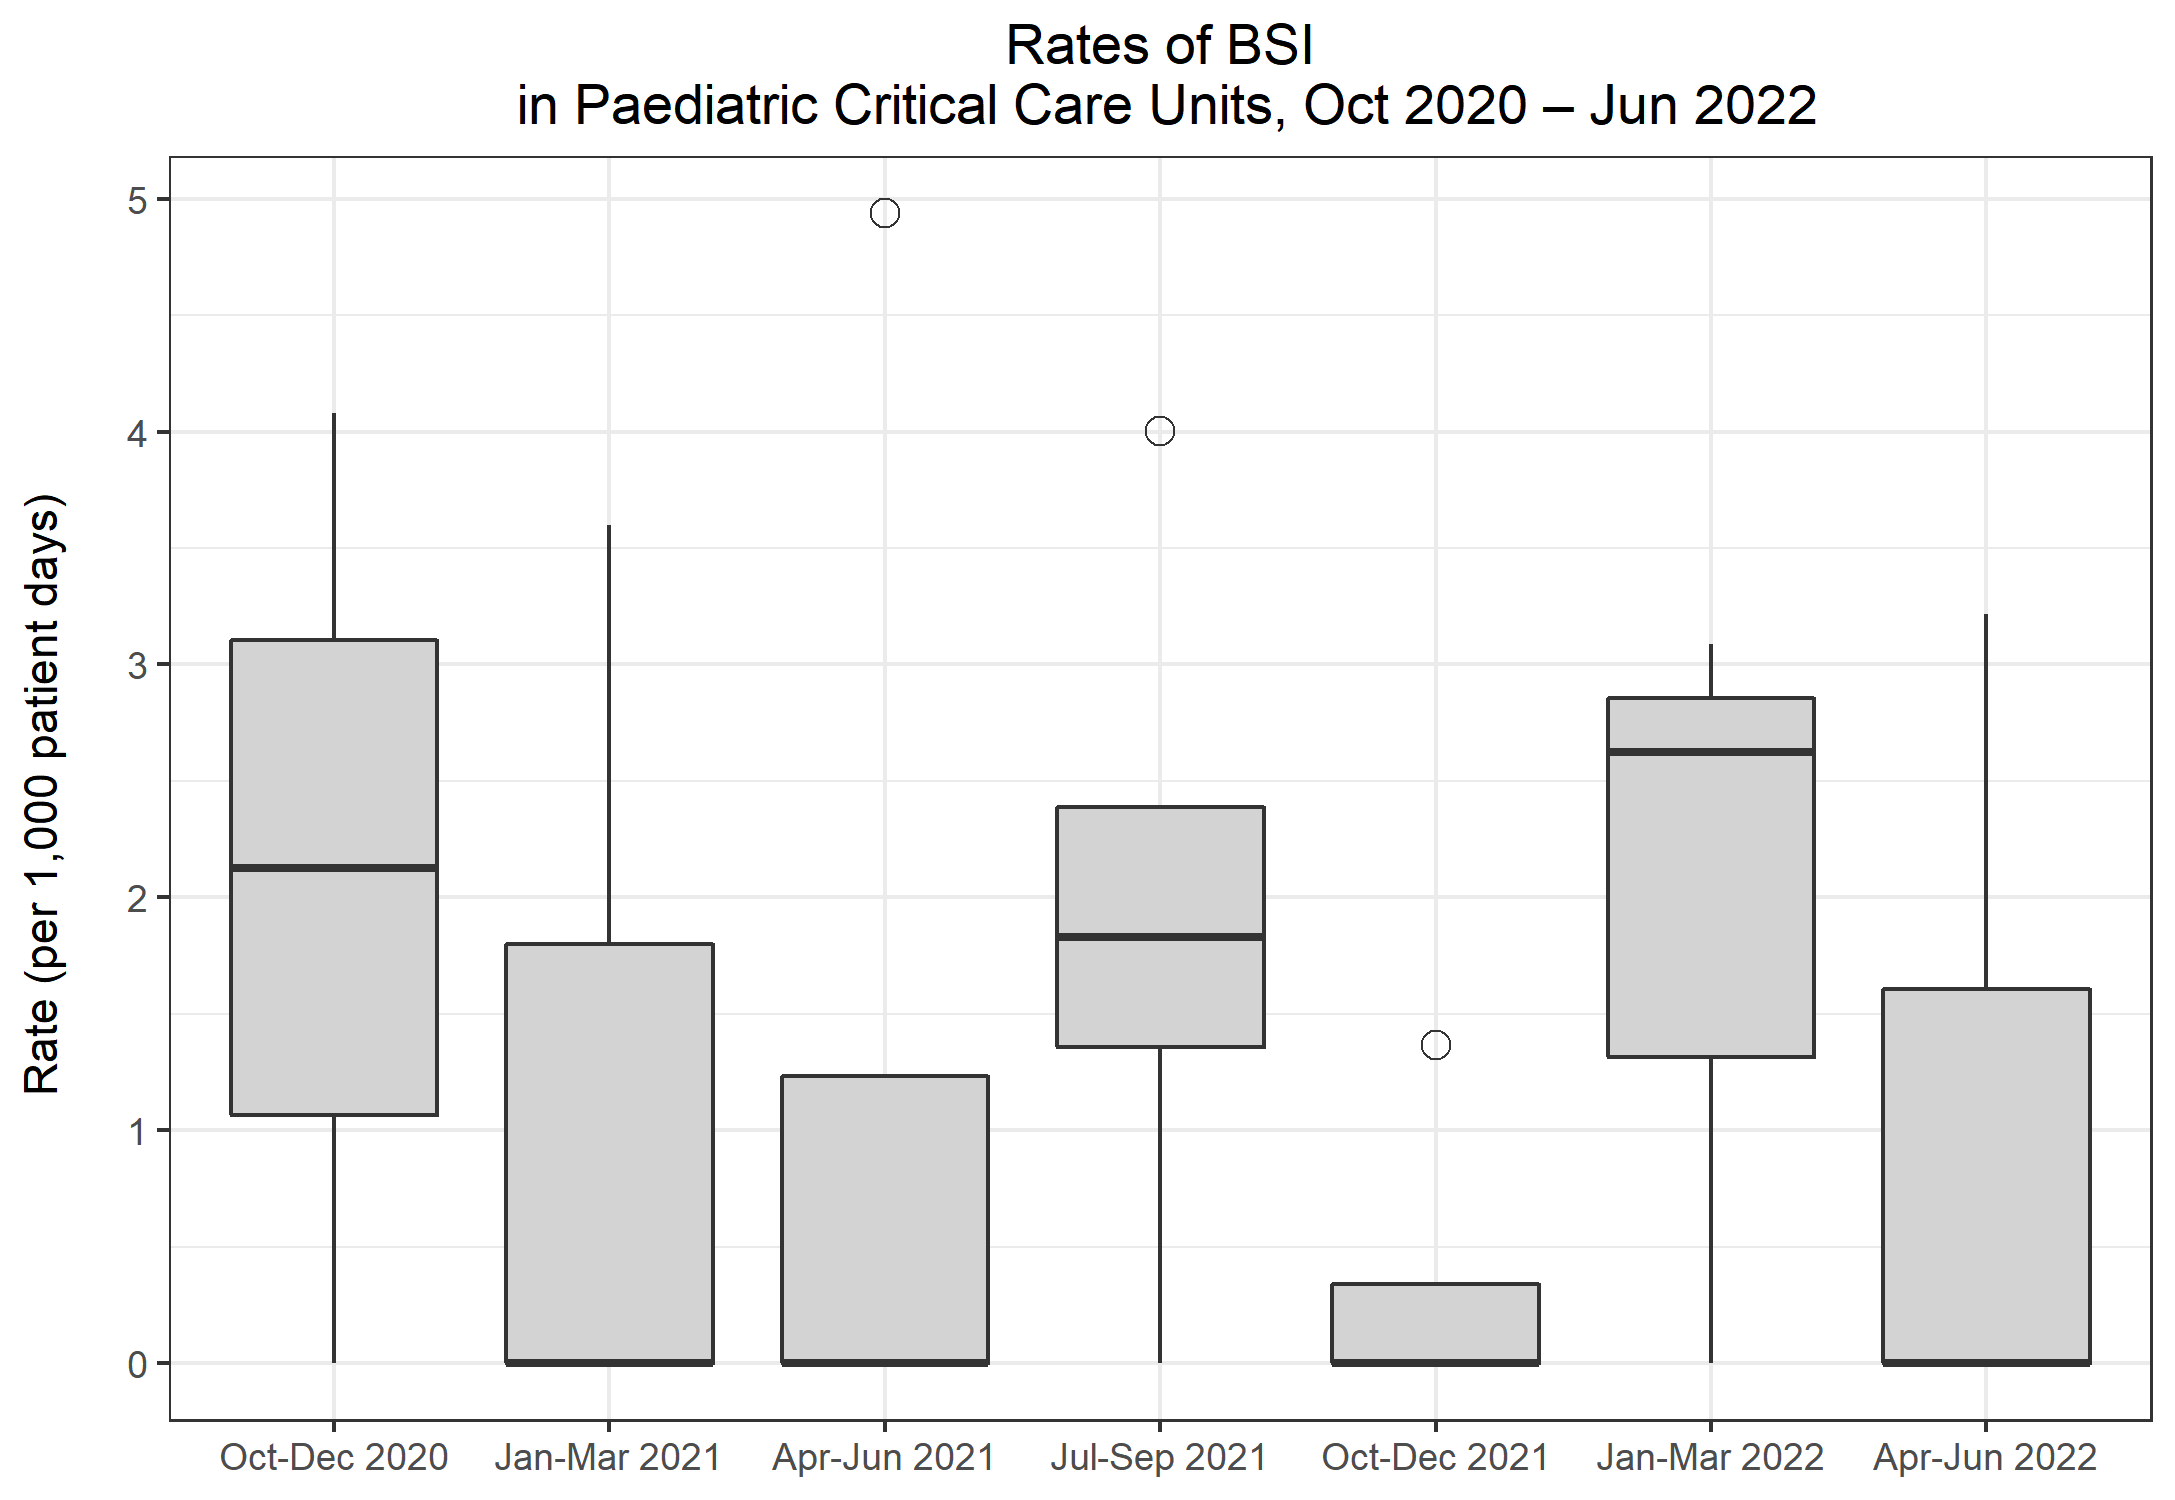 Rates of BSI
in Paediatric Critical Care Units, Oct 2020 – Jun 2022
Rate (per 1,000 patient days)
5
4
3
2
1
0
Oct-Dec 2020 Jan-Mar 2021 Apr-Jun 2021 Jul-Sep 2021 Oct-Dec 2021 Jan-Mar 2022 Apr-Jun 2022